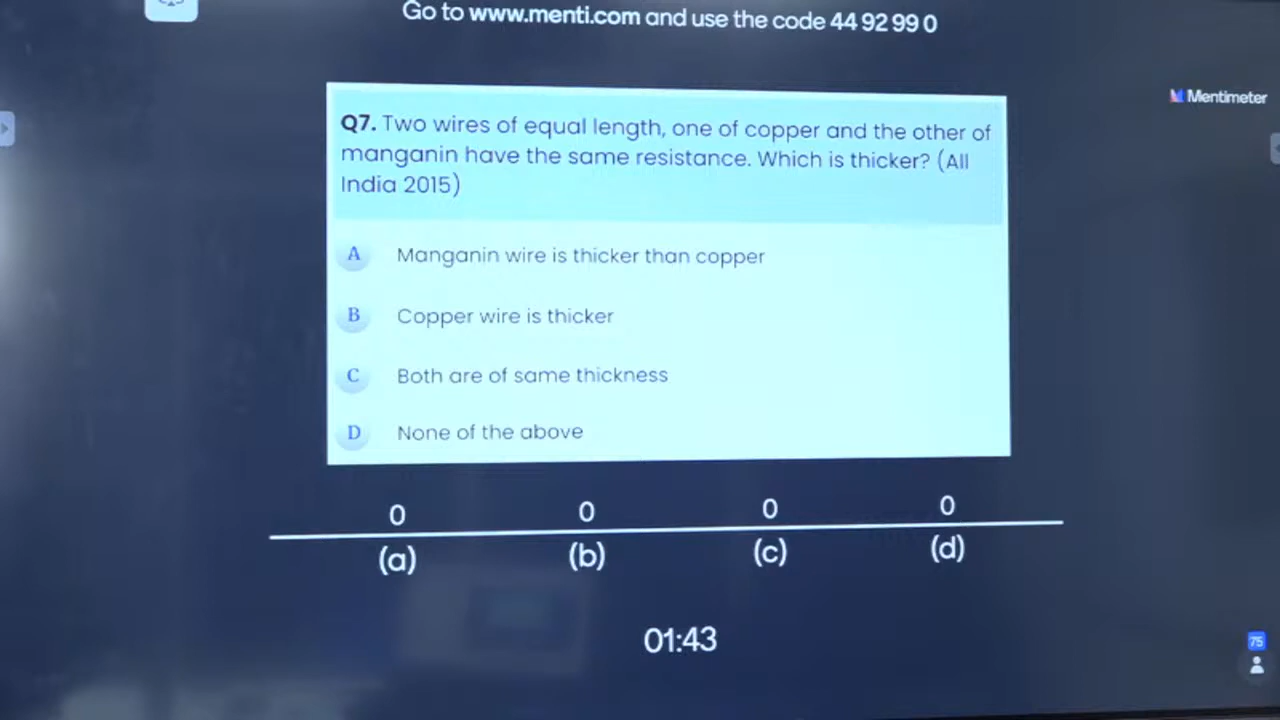 Go to www.menti.com and use the code 44 92 99 0
Mentimeter
Q7. Two wires of equal length, one of copper and the other of
manganin have the same resistance. Which is thicker? (All
India 2015)
A Manganin wire is thicker than copper
B Copper wire is thicker
C Both are of same thickness
D None of the above
0 0 0 0
(a) (b) (c) (d)
01:43
75